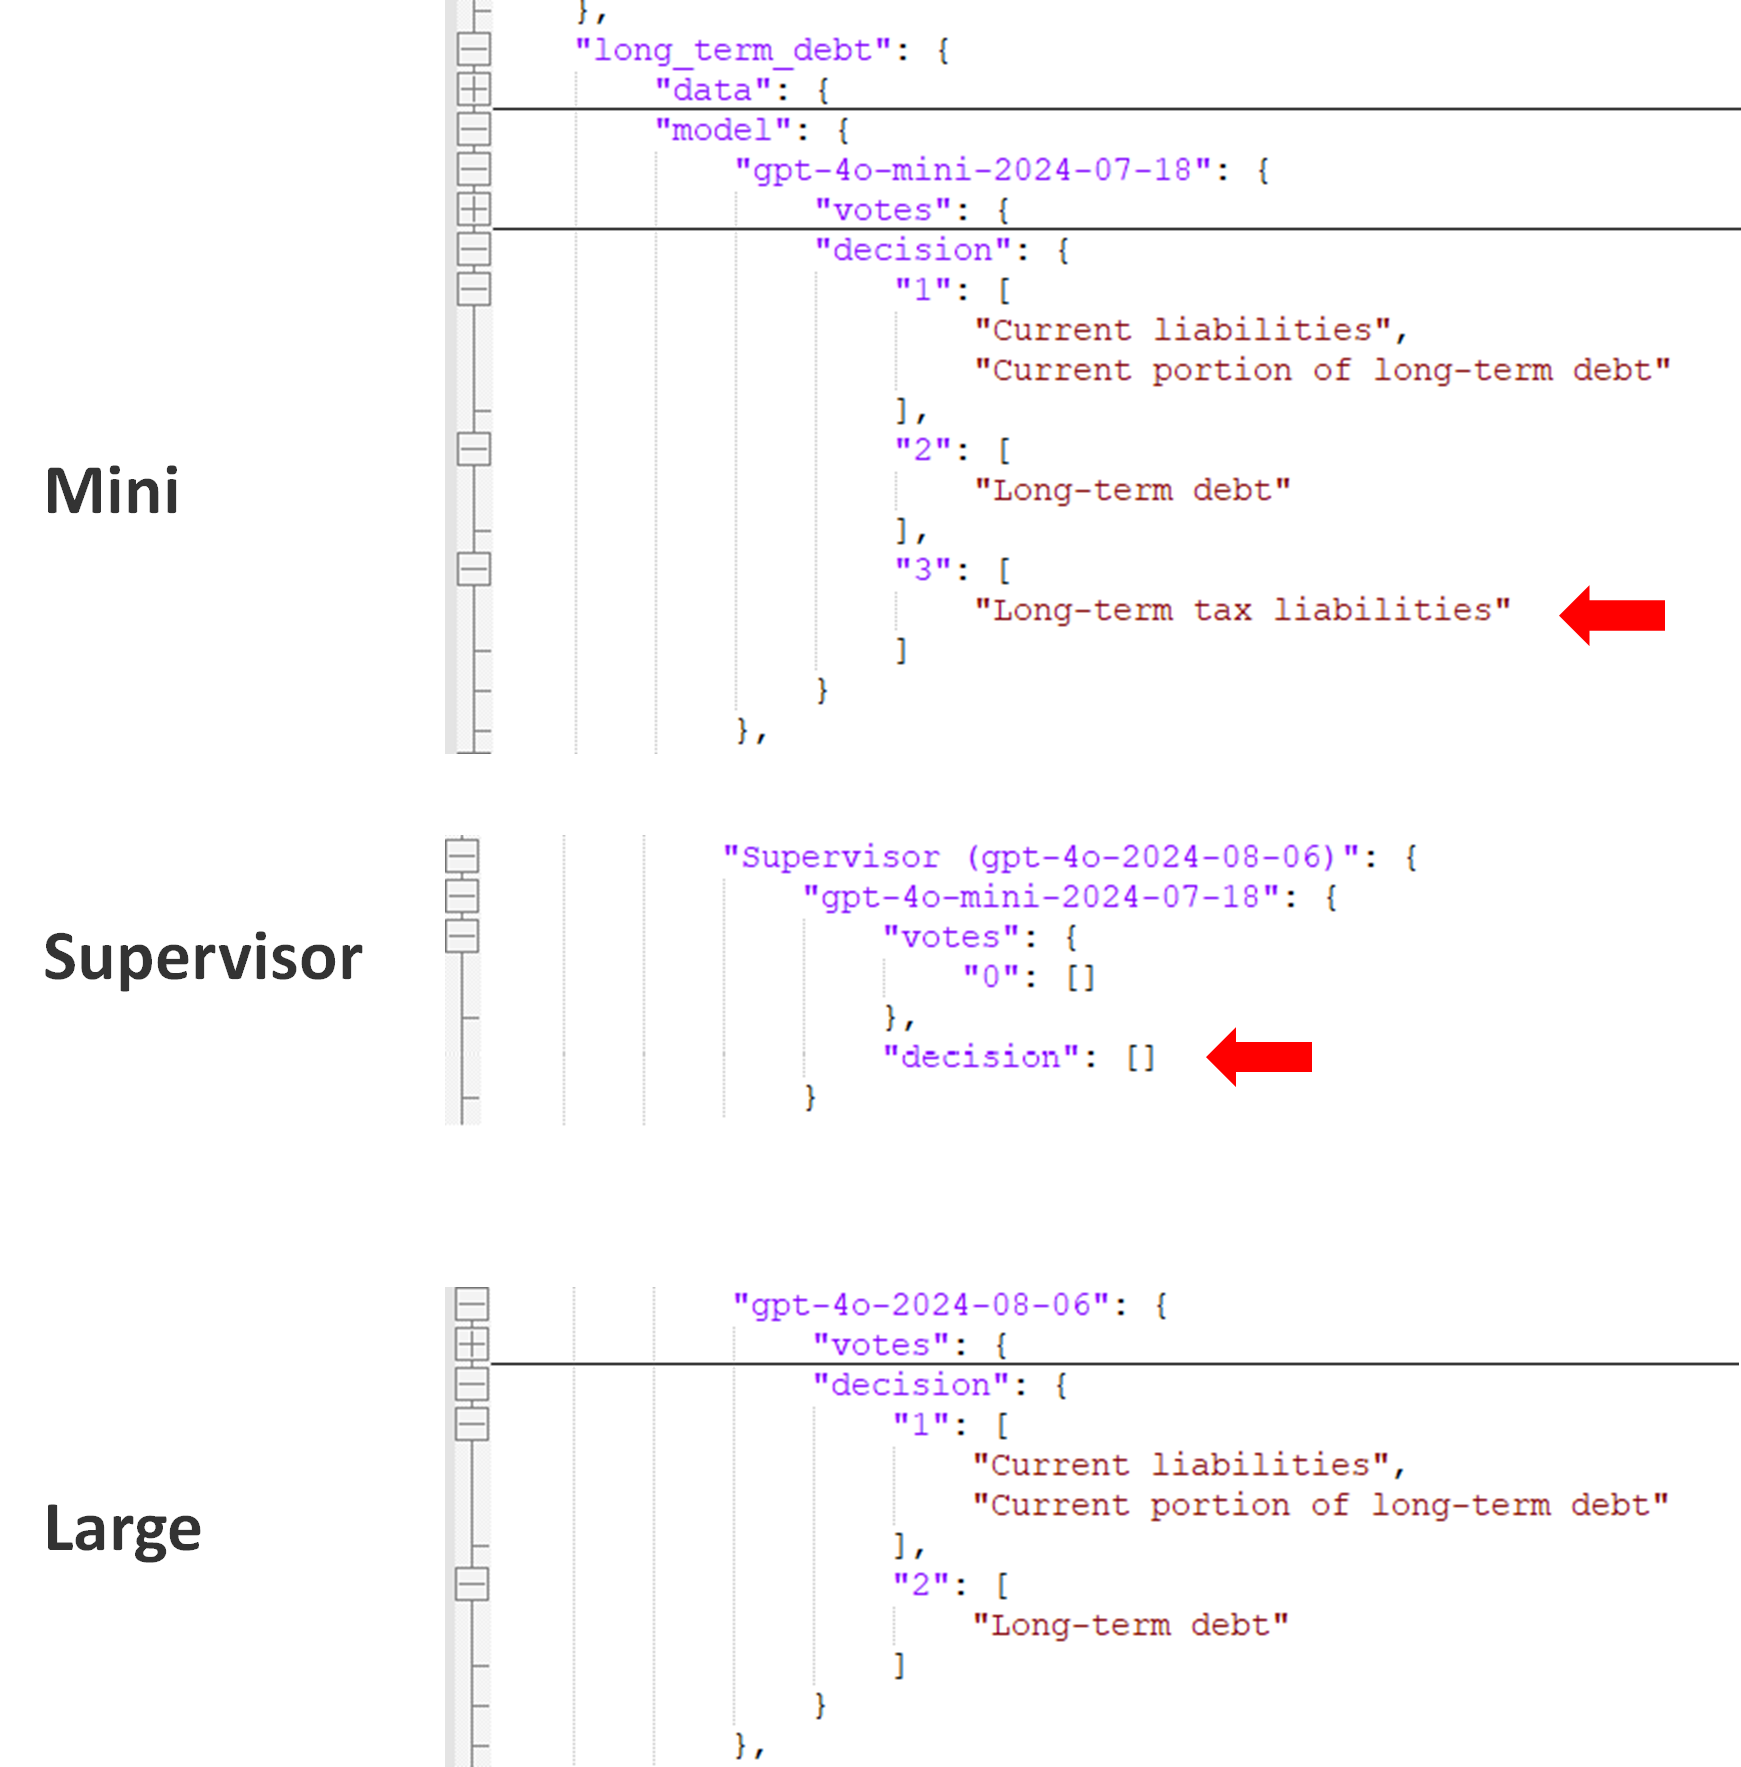 },
"long_term_debt": {
"data": {
"model": {
"gpt-4o-mini-2024-07-18": {
"votes": {
"decision": {
"1": [
"Current liabilities",
"Current portion of long-term debt"
],
"2": [
"Long-term debt"
],
"3": [
"Long-term tax liabilities"
]
}
},
Mini
"Supervisor (gpt-4o-2024-08-06)": {
"gpt-4o-mini-2024-07-18": {
"votes": {
"0": []
},
"decision": []
}
Supervisor
"gpt-4o-2024-08-06": {
"votes": {
"decision": {
"1": [
"Current liabilities",
"Current portion of long-term debt"
],
"2": [
"Long-term debt"
]
}
},
Large